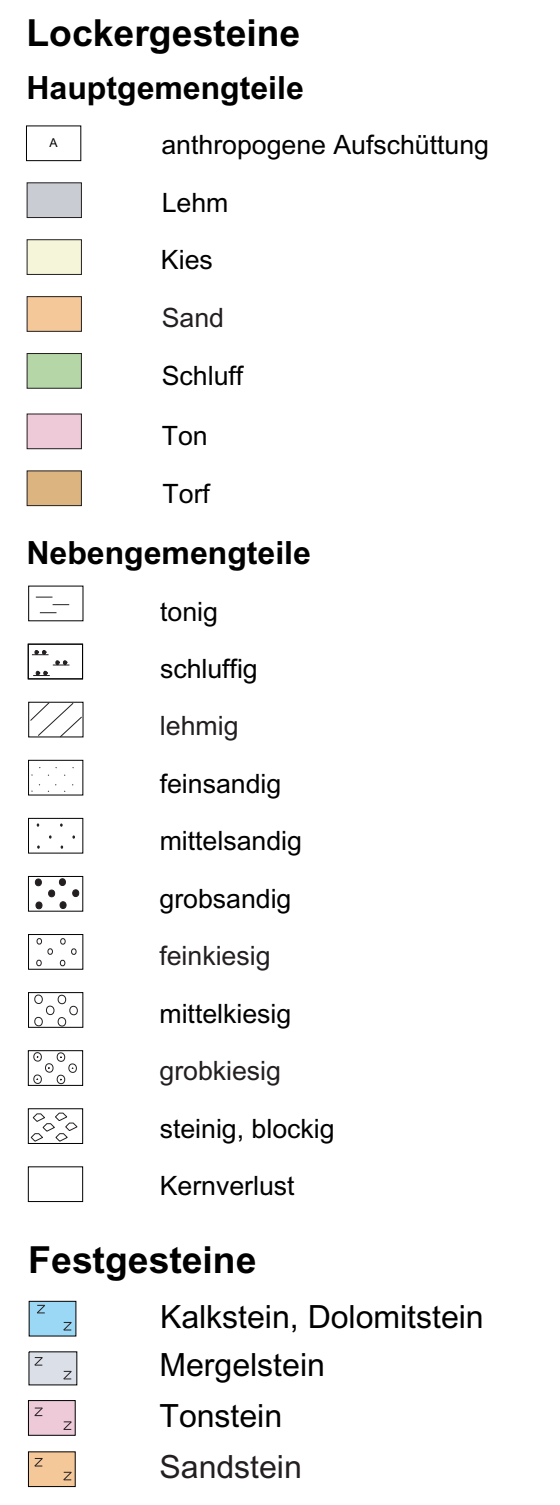 Lockergesteine
Hauptgemengteile
A anthropogene Aufschüttung
Lehm
Kies
Sand
Schluff
Ton
Torf
Nebengemengteile
tonig
schluffig
lehmig
feinsandig
mittelsandig
grobsandig
feinkiesig
mittelkiesig
grobkiesig
steinig, blockig
Kernverlust
Festgesteine
Z Z Kalkstein, Dolomitstein
Z Z Mergelstein
Z Z Tonstein
Z Z Sandstein